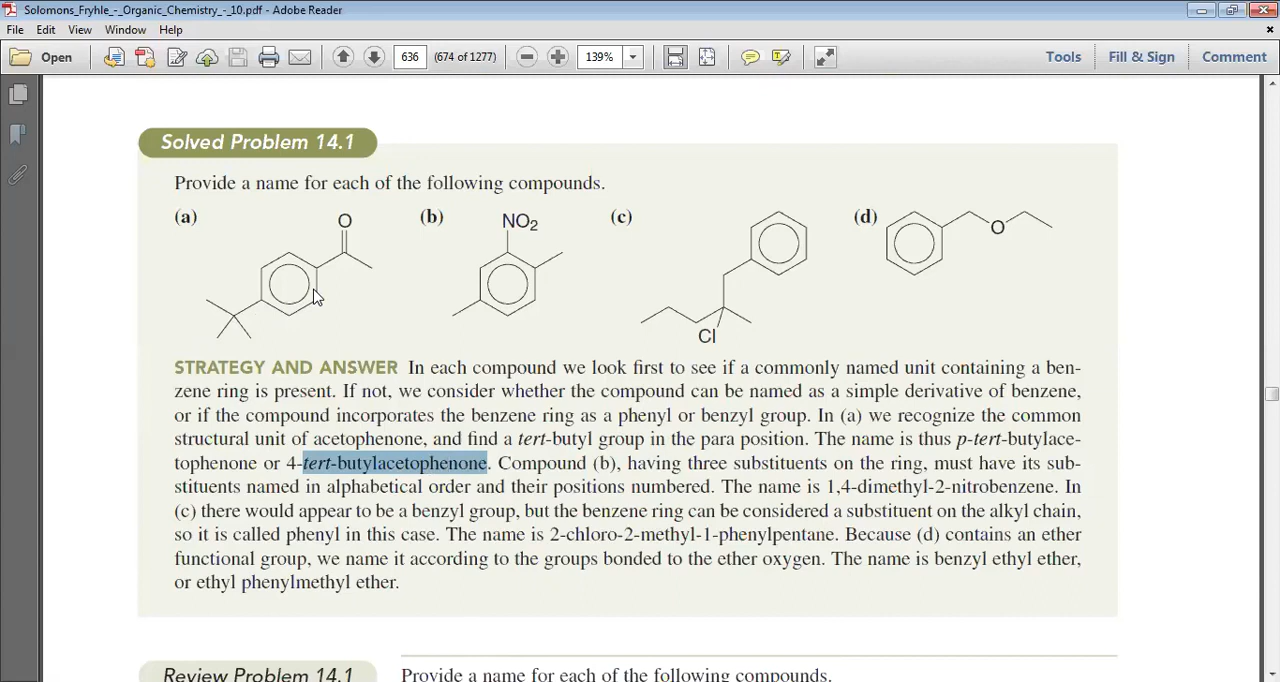 Solomons_Fryhle_-_Organic_Chemistry_-_10.pdf - Adobe Reader
File Edit View Window Help
Open 636 (674 of 1277) 139% Tools Fill & Sign Comment
Solved Problem 14.1
Provide a name for each of the following compounds.
(a) (b) (c) (d)
O NO2 O
Cl
STRATEGY AND ANSWER In each compound we look first to see if a commonly named unit containing a ben-
zene ring is present. If not, we consider whether the compound can be named as a simple derivative of benzene,
or if the compound incorporates the benzene ring as a phenyl or benzyl group. In (a) we recognize the common
structural unit of acetophenone, and find a tert-butyl group in the para position. The name is thus p-tert-butylace-
tophenone or 4-tert-butylacetophenone. Compound (b), having three substituents on the ring, must have its sub-
stituents named in alphabetical order and their positions numbered. The name is 1,4-dimethyl-2-nitrobenzene. In
(c) there would appear to be a benzyl group, but the benzene ring can be considered a substituent on the alkyl chain,
so it is called phenyl in this case. The name is 2-chloro-2-methyl-1-phenylpentane. Because (d) contains an ether
functional group, we name it according to the groups bonded to the ether oxygen. The name is benzyl ethyl ether,
or ethyl phenylmethyl ether.
Review Problem 14.1 Provide a name for each of the following compounds.